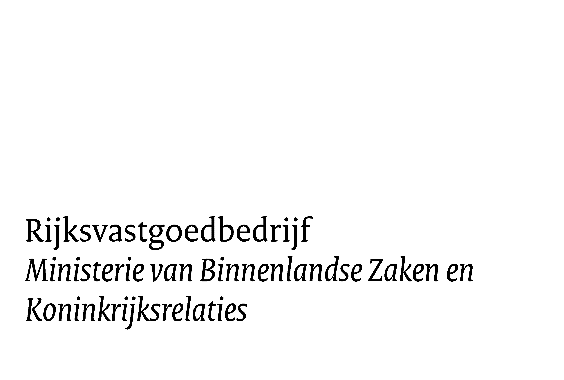 Rijksvastgoedbedrijf
Ministerie van Binnenlandse Zaken en
Koninkrijksrelaties